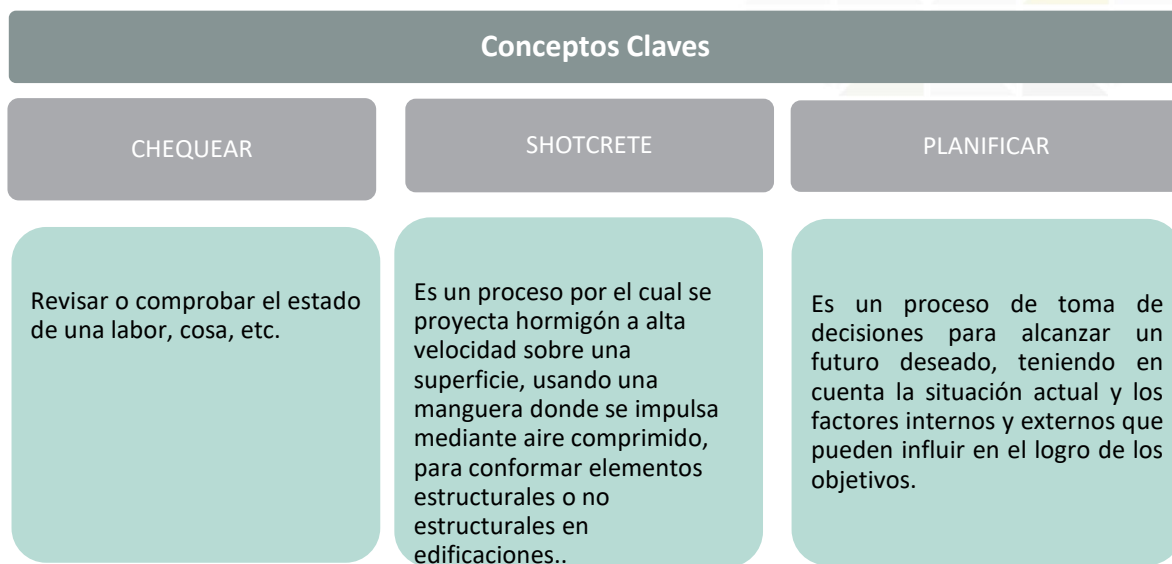 Conceptos Claves
CHEQUEAR
SHOTCRETE
PLANIFICAR
Revisar o comprobar el estado
de una labor, cosa, etc.
Es un proceso por el cual se
proyecta hormigón a alta
velocidad sobre una
superficie, usando una
manguera donde se impulsa
mediante aire comprimido,
para conformar elementos
estructurales o no
estructurales en
edificaciones..
Es un proceso de toma de
decisiones para alcanzar un
futuro deseado, teniendo en
cuenta la situación actual y los
factores internos y externos que
pueden influir en el logro de los
objetivos.